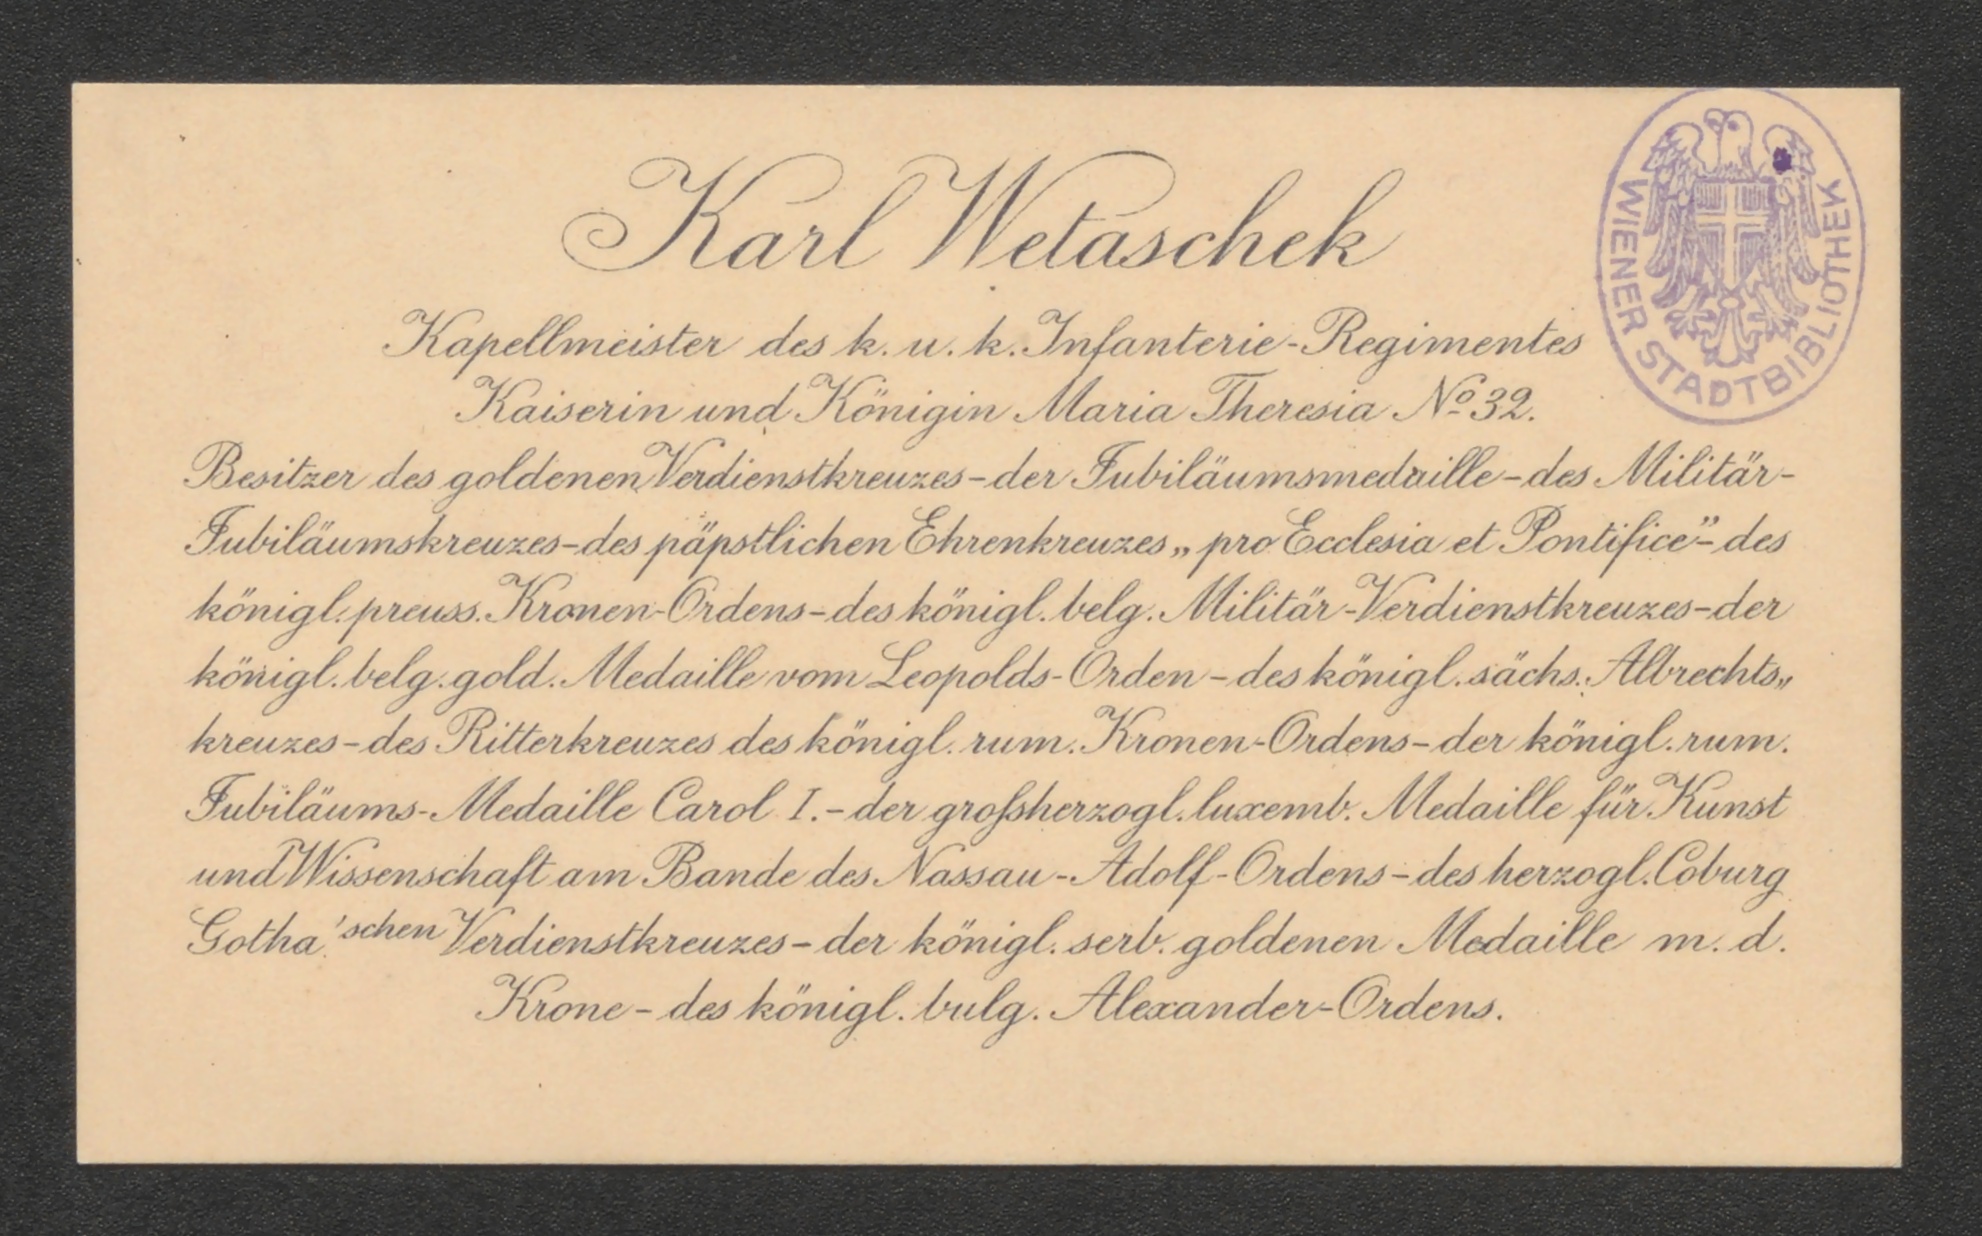 Karl Wetaschek
Kapellmeister des k. u. k. Infanterie-Regimentes
Kaiserin und Königin Maria Theresia No 32.
Besitzer des goldenen Verdienstkreuzes - der Jubiläumsmedaille - des Militär-
Jubiläumskreuzes - des päpstlichen Ehrenkreuzes „pro Ecclesia et Pontifice" - des
königl. preuss. Kronen-Ordens - des königl. belg. Militär-Verdienstkreuzes - der
königl. belg. gold. Medaille vom Leopolds-Orden - des königl. sächs. Albrechts„
kreuzes - des Ritterkreuzes des königl. rum. Kronen-Ordens - der königl. rum.
Jubiläums-Medaille Carol I. - der großherzogl. luxemb. Medaille für Kunst
und Wissenschaft am Bande des Nassau-Adolf-Ordens - des herzogl. Coburg
Gotha'schen Verdienstkreuzes - der königl. serb. goldenen Medaille m. d.
Krone - des königl. bulg. Alexander-Ordens.
WIENER STADTBIBLIOTHEK